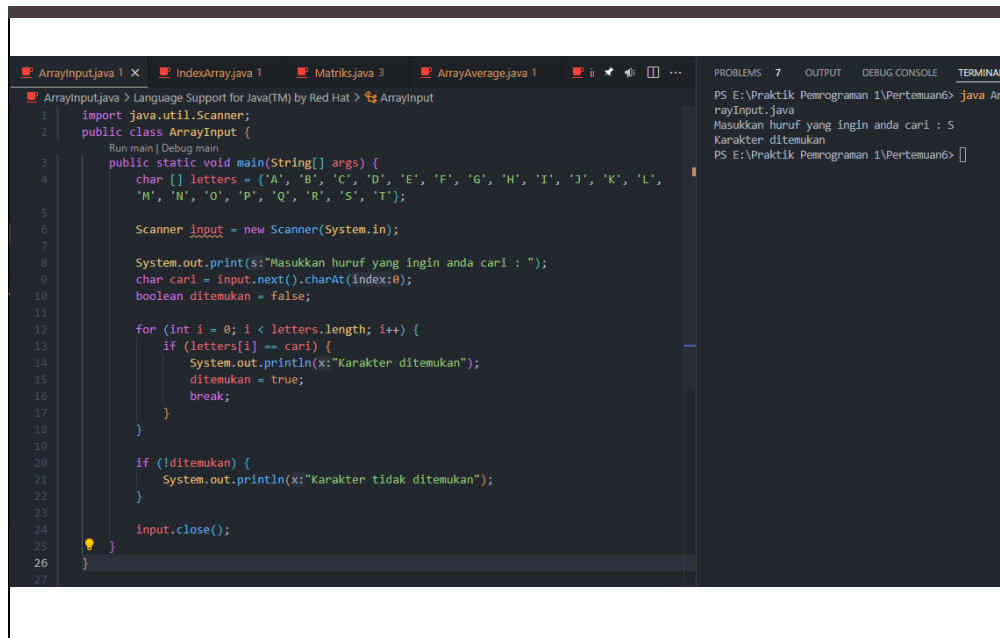 ArrayInput.java 1 IndexArray.java 1 Matriks.java 3 ArrayAverage.java 1
ArrayInput.java > Language Support for Java(TM) by Red Hat > ArrayInput
1 import java.util.Scanner;
2 public class ArrayInput {
Run main | Debug main
3 public static void main(String[] args) {
4 char [] letters = {'A', 'B', 'C', 'D', 'E', 'F', 'G', 'H', 'I', 'J', 'K', 'L',
'M', 'N', 'O', 'P', 'Q', 'R', 'S', 'T'};
5
6 Scanner input = new Scanner(System.in);
7
8 System.out.print(s:"Masukkan huruf yang ingin anda cari : ");
9 char cari = input.next().charAt(index:0);
10 boolean ditemukan = false;
11
12 for (int i = 0; i < letters.length; i++) {
13 if (letters[i] == cari) {
14 System.out.println(x:"Karakter ditemukan");
15 ditemukan = true;
16 break;
17 }
18 }
19
20 if (!ditemukan) {
21 System.out.println(x:"Karakter tidak ditemukan");
22 }
23
24 input.close();
25 }
26 }
27
PROBLEMS 7 OUTPUT DEBUG CONSOLE TERMINAL
PS E:\Praktik Pemrograman 1\Pertemuan6> java Ar
rayInput.java
Masukkan huruf yang ingin anda cari : S
Karakter ditemukan
PS E:\Praktik Pemrograman 1\Pertemuan6>